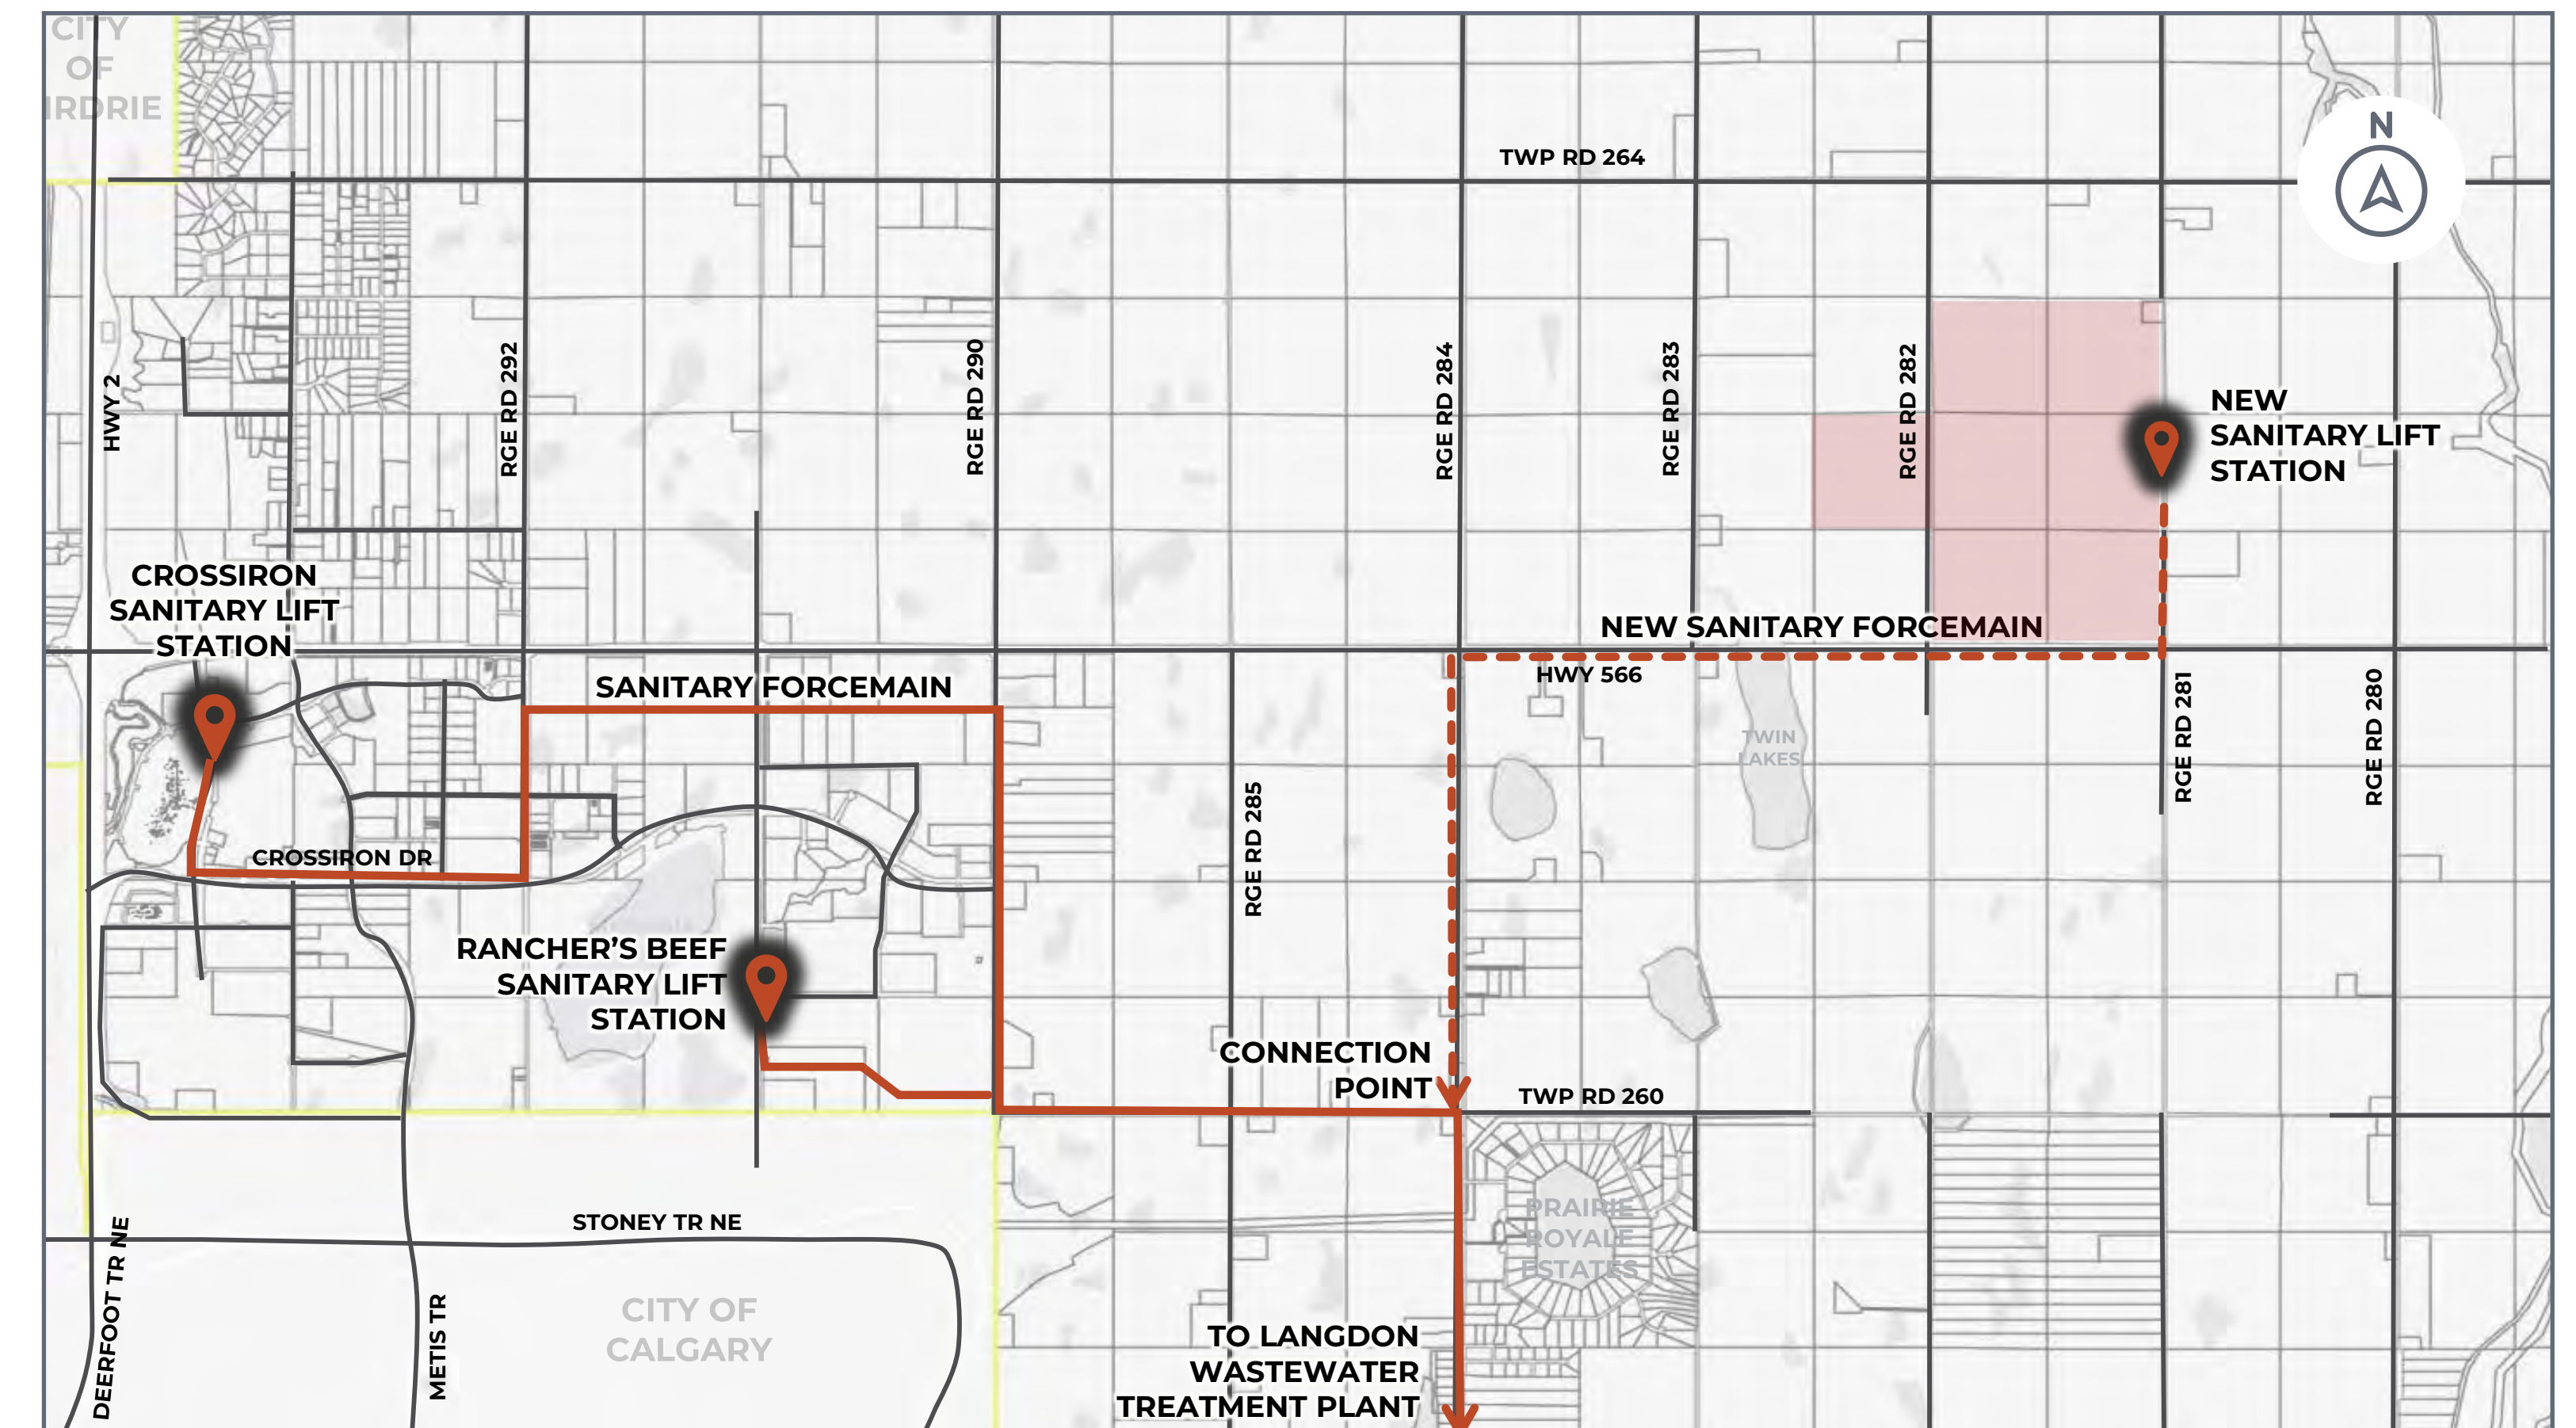 CITY
OF
IRDRIE
N
TWP RD 264
HWY 2
RGE RD 292
RGE RD 290
RGE RD 284
RGE RD 283
RGE RD 282
NEW
SANITARY LIFT
STATION
CROSSIRON
SANITARY LIFT
STATION
NEW SANITARY FORCEMAIN
HWY 566
SANITARY FORCEMAIN
RGE RD 281
RGE RD 280
TWIN
LAKES
RGE RD 285
CROSSIRON DR
RANCHER’S BEEF
SANITARY LIFT
STATION
CONNECTION
POINT
TWP RD 260
STONEY TR NE
PRAIRIE
ROYALE
ESTATES
DEERFOOT TR NE
METIS TR
CITY OF
CALGARY
TO LANGDON
WASTEWATER
TREATMENT PLANT